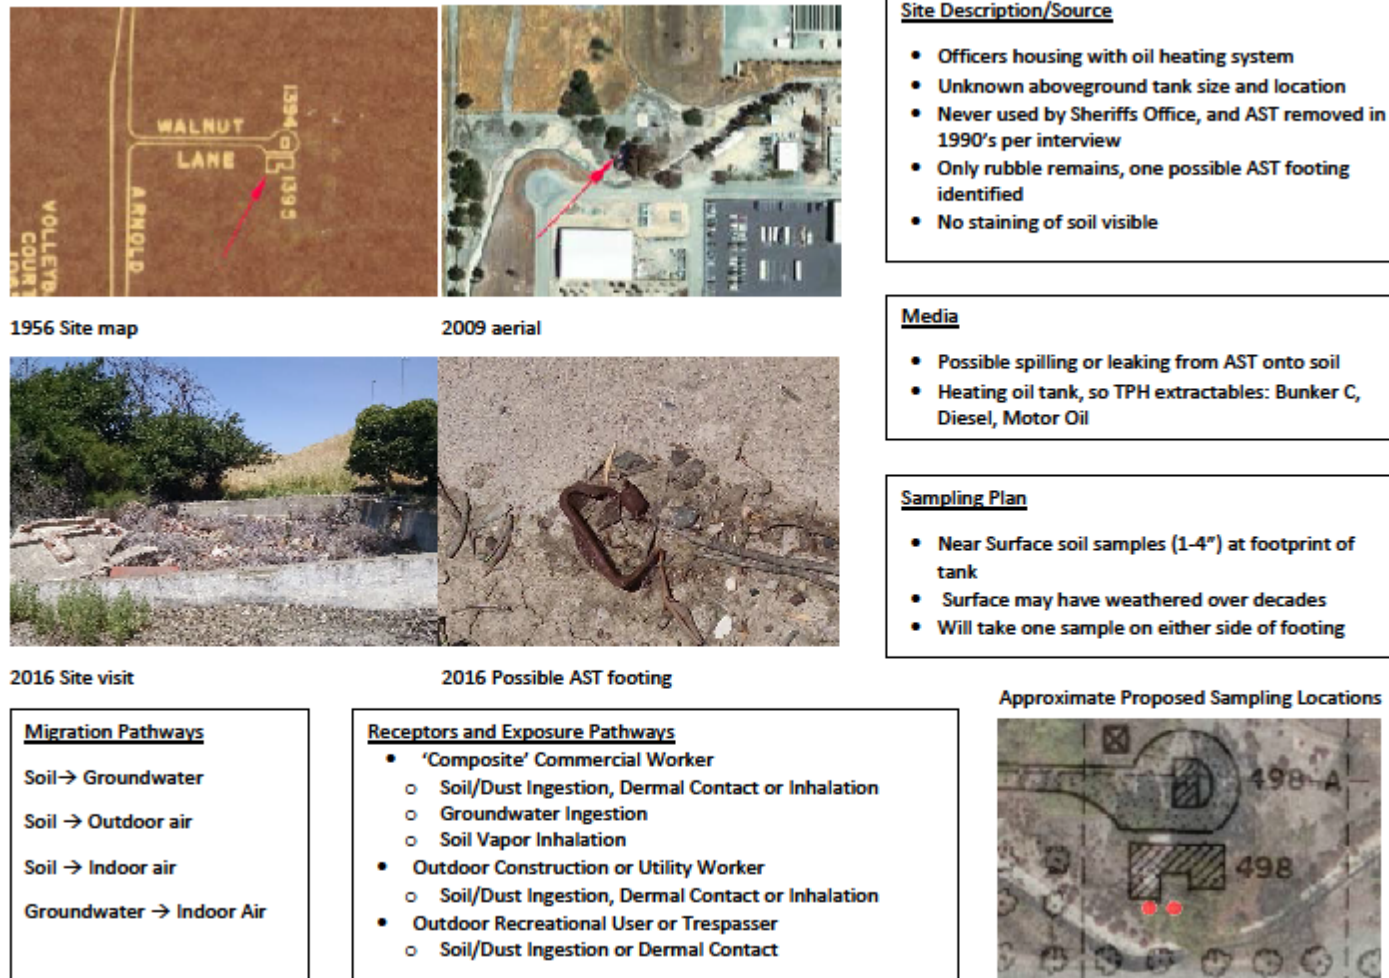 WALNUT
LANE
1394
1395
ARNOLD
VOLLEYB
COURT
1956 Site map
2009 aerial
2016 Site visit
2016 Possible AST footing
Site Description/Source
• Officers housing with oil heating system
• Unknown aboveground tank size and location
• Never used by Sheriffs Office, and AST removed in
1990's per interview
• Only rubble remains, one possible AST footing
identified
• No staining of soil visible
Media
• Possible spilling or leaking from AST onto soil
• Heating oil tank, so TPH extractables: Bunker C,
Diesel, Motor Oil
Sampling Plan
• Near Surface soil samples (1-4") at footprint of
tank
• Surface may have weathered over decades
• Will take one sample on either side of footing
Migration Pathways
Soil→ Groundwater
Soil → Outdoor air
Soil → Indoor air
Groundwater → Indoor Air
Receptors and Exposure Pathways
• 'Composite' Commercial Worker
o Soil/Dust Ingestion, Dermal Contact or Inhalation
o Groundwater Ingestion
o Soil Vapor Inhalation
• Outdoor Construction or Utility Worker
o Soil/Dust Ingestion, Dermal Contact or Inhalation
• Outdoor Recreational User or Trespasser
o Soil/Dust Ingestion or Dermal Contact
Approximate Proposed Sampling Locations
498-A
498